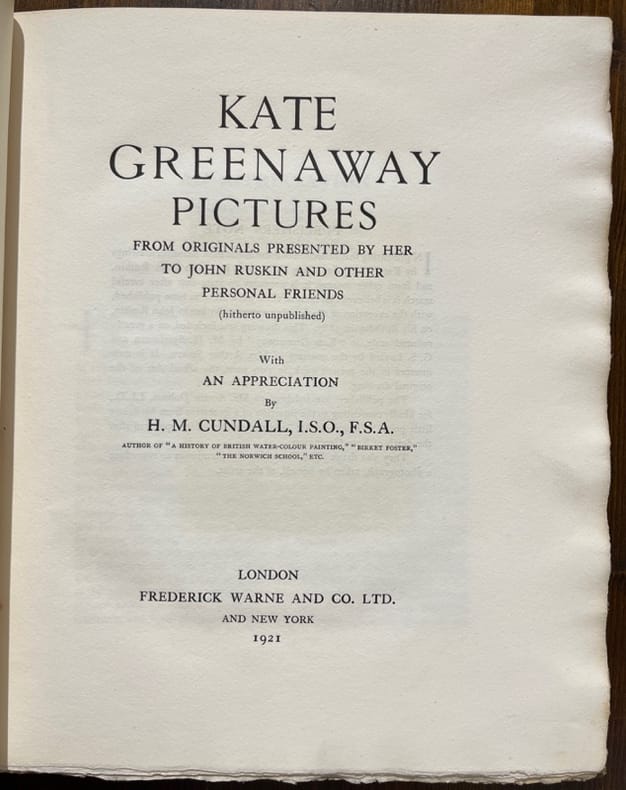 KATE
GREENAWAY
PICTURES
FROM ORIGINALS PRESENTED BY HER
TO JOHN RUSKIN AND OTHER
PERSONAL FRIENDS
(hitherto unpublished)
With
AN APPRECIATION
By
H. M. CUNDALL, I.S.O., F.S.A.
AUTHOR OF "A HISTORY OF BRITISH WATER-COLOUR PAINTING," "BIRKET FOSTER,"
"THE NORWICH SCHOOL," ETC.
LONDON
FREDERICK WARNE AND CO. LTD.
AND NEW YORK
1921